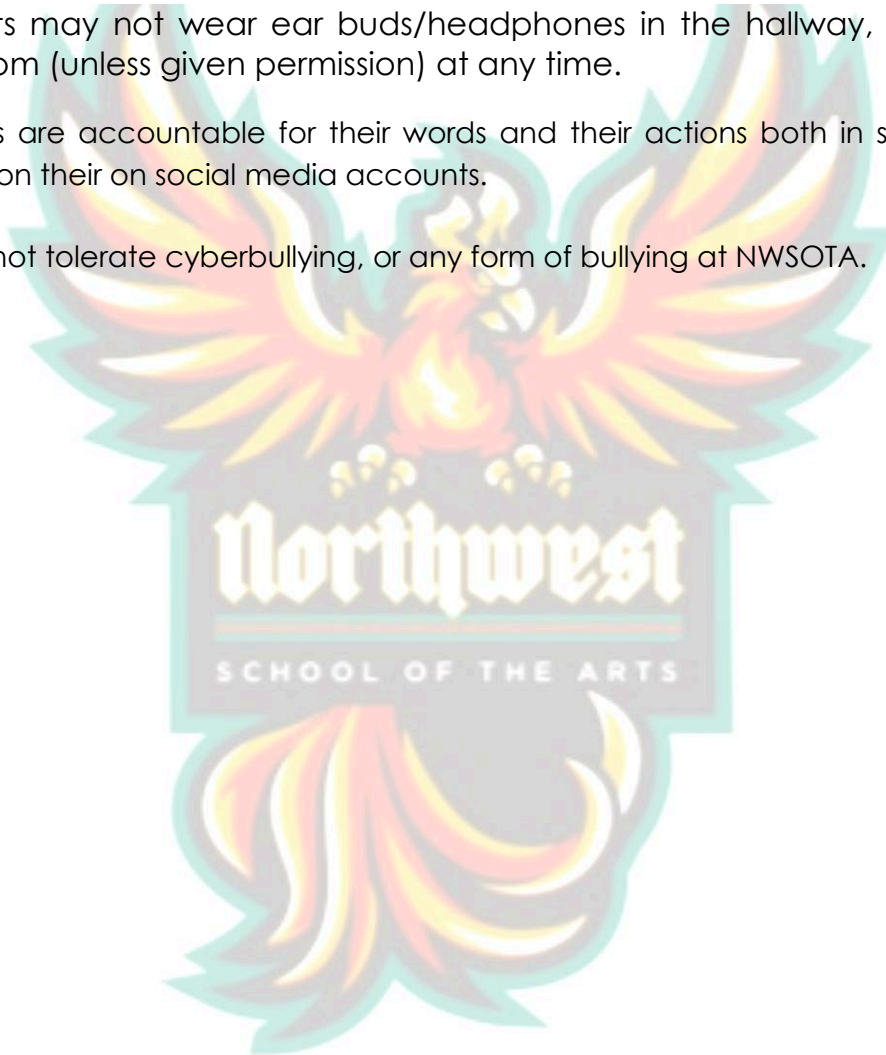 ts may not wear ear buds/headphones in the hallway,
om (unless given permission) at any time.
s are accountable for their words and their actions both in s
on their on social media accounts.
not tolerate cyberbullying, or any form of bullying at NWSOTA.
Northwest
SCHOOL OF THE ARTS